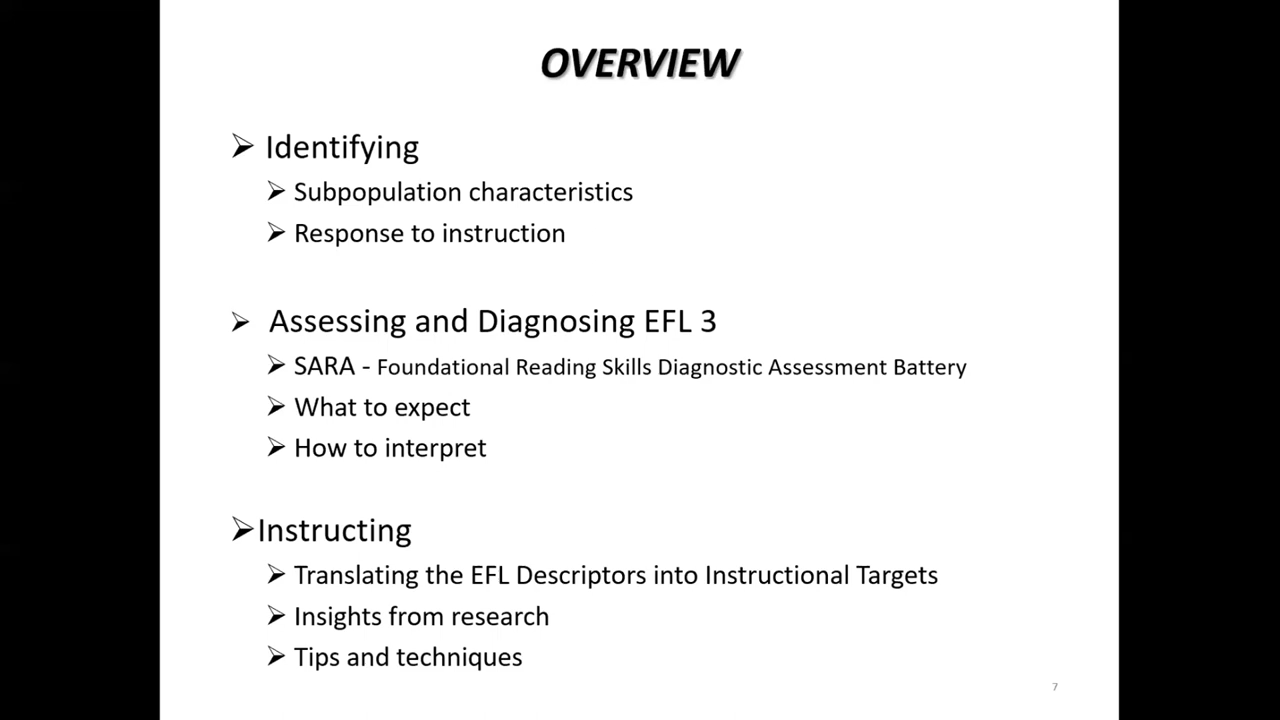 OVERVIEW
Identifying
Subpopulation characteristics
Response to instruction
Assessing and Diagnosing EFL 3
SARA - Foundational Reading Skills Diagnostic Assessment Battery
What to expect
How to interpret
Instructing
Translating the EFL Descriptors into Instructional Targets
Insights from research
Tips and techniques
7